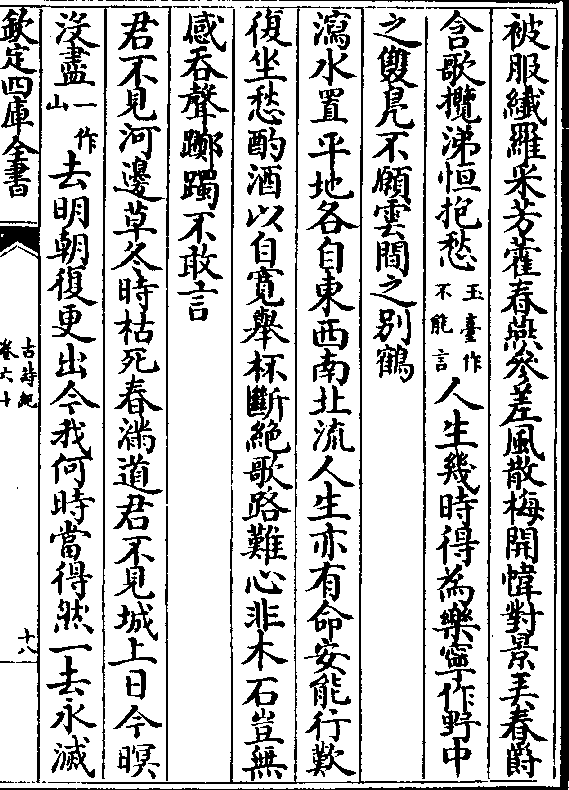 被服纖羅采芳藿春燕參差風散梅開幃對景美春爵
含歌攬涕恒抱愁玉臺作不能言人生幾時得為樂寧作野中
之雙鳧不願雲間之别鶴
瀉水置平地各自東西南北流人生亦有命安能行歎
復坐愁酌酒以自寛舉杯斷絶歌路難心非木石豈無
感吞聲躑躅不敢言
君不見河邊草冬時枯死春滿道君不見城上日今暝
沒盡一作山去明朝復更出今我何時當得然一去永滅
欽定四庫全書
古詩紀
卷六十
十八